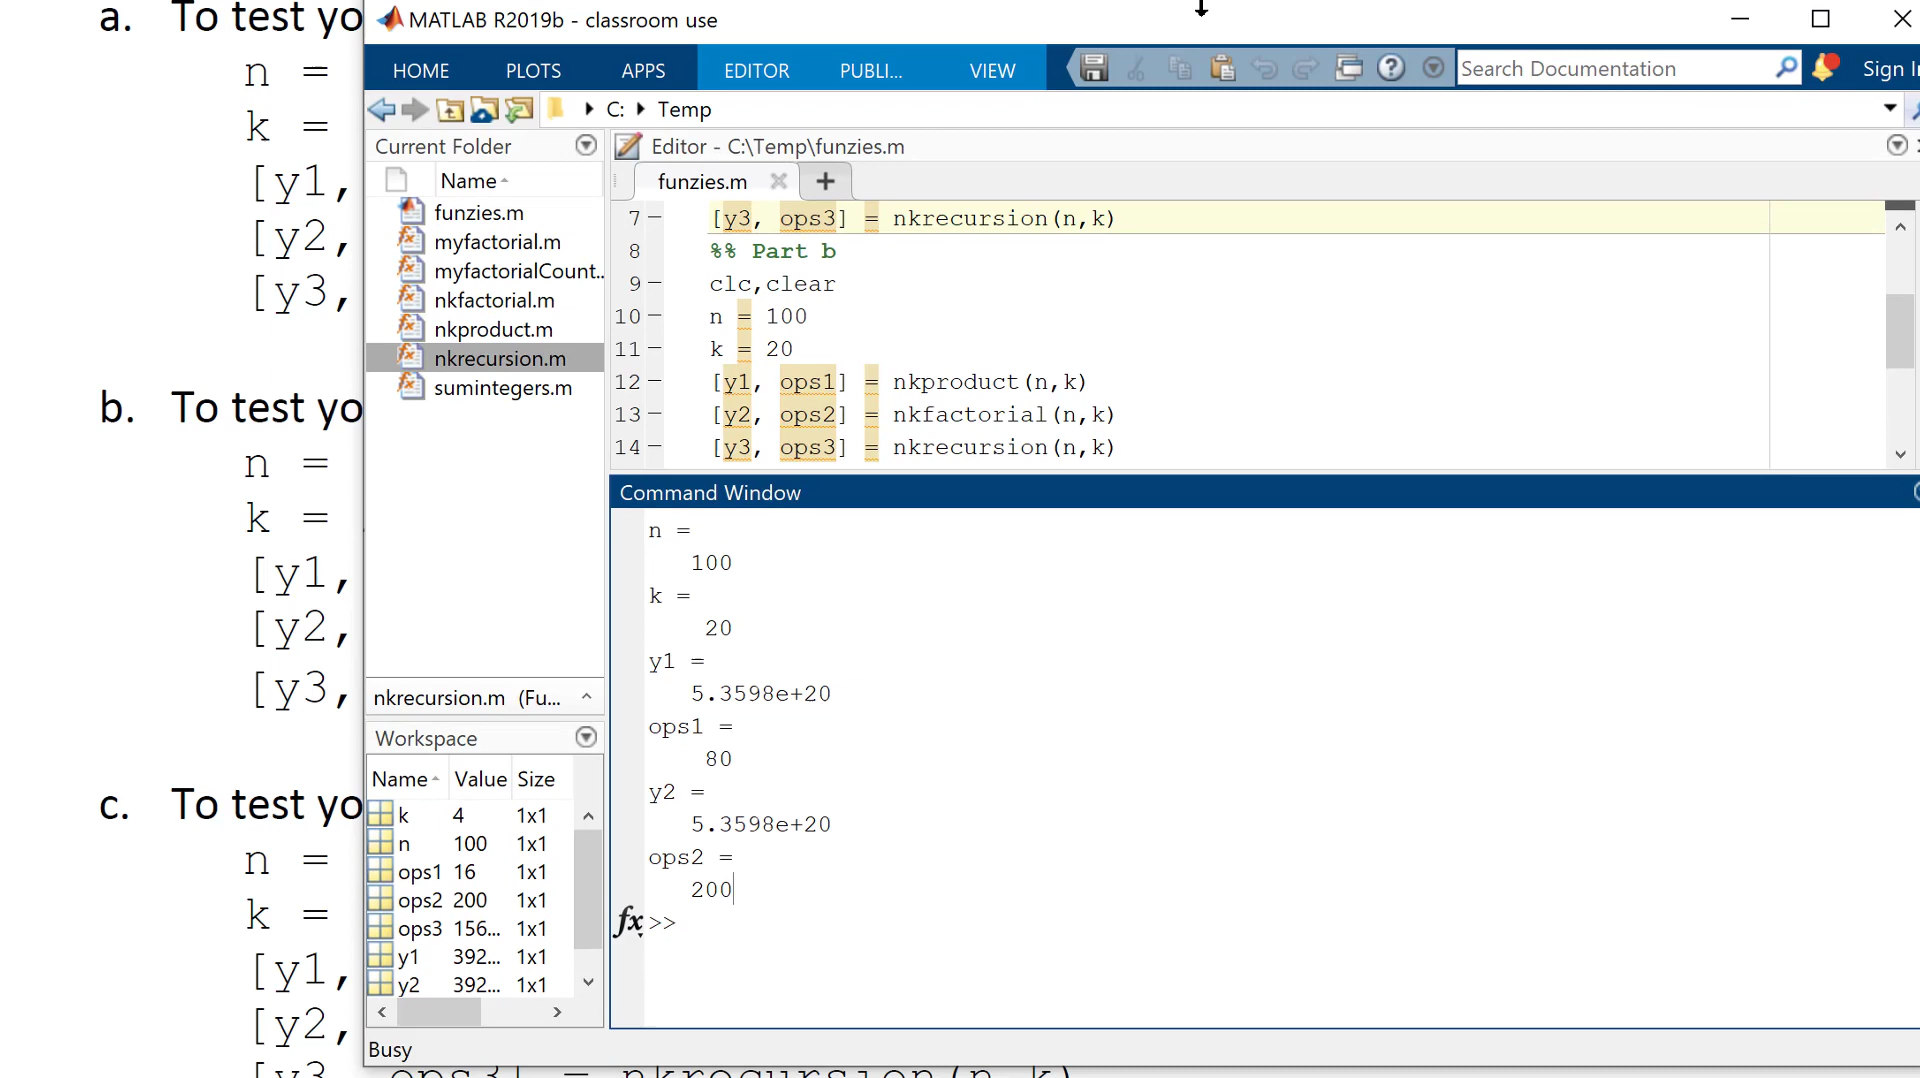 a. To test yo
n =
k =
[y1,
[y2,
[y3,
b. To test yo
n =
k =
[y1,
[y2,
[y3,
c. To test yo
n =
k =
[y1,
[y2,
MATLAB R2019b - classroom use
HOME PLOTS APPS EDITOR PUBLI... VIEW Search Documentation Sign In
C: Temp
Current Folder
Name
funzies.m
myfactorial.m
myfactorialCount..
nkfactorial.m
nkproduct.m
nkrecursion.m
sumintegers.m
nkrecursion.m (Fu...
Workspace
Name Value Size
k 4 1x1
n 100 1x1
ops1 16 1x1
ops2 200 1x1
ops3 156... 1x1
y1 392... 1x1
y2 392... 1x1
Editor - C:\Temp\funzies.m
funzies.m
7 [y3, ops3] = nkrecursion(n,k)
8 %% Part b
9 clc,clear
10 n = 100
11 k = 20
12 [y1, ops1] = nkproduct(n,k)
13 [y2, ops2] = nkfactorial(n,k)
14 [y3, ops3] = nkrecursion(n,k)
Command Window
n =
100
k =
20
y1 =
5.3598e+20
ops1 =
80
y2 =
5.3598e+20
ops2 =
200
fx >>
Busy
[y3, ops3] = nkrecursion(n,k)